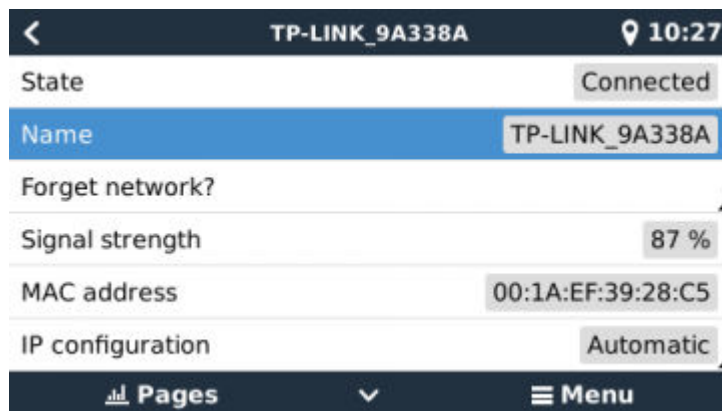 TP-LINK_9A338A 10:27
State Connected
Name TP-LINK_9A338A
Forget network?
Signal strength 87 %
MAC address 00:1A:EF:39:28:C5
IP configuration Automatic
Pages Menu